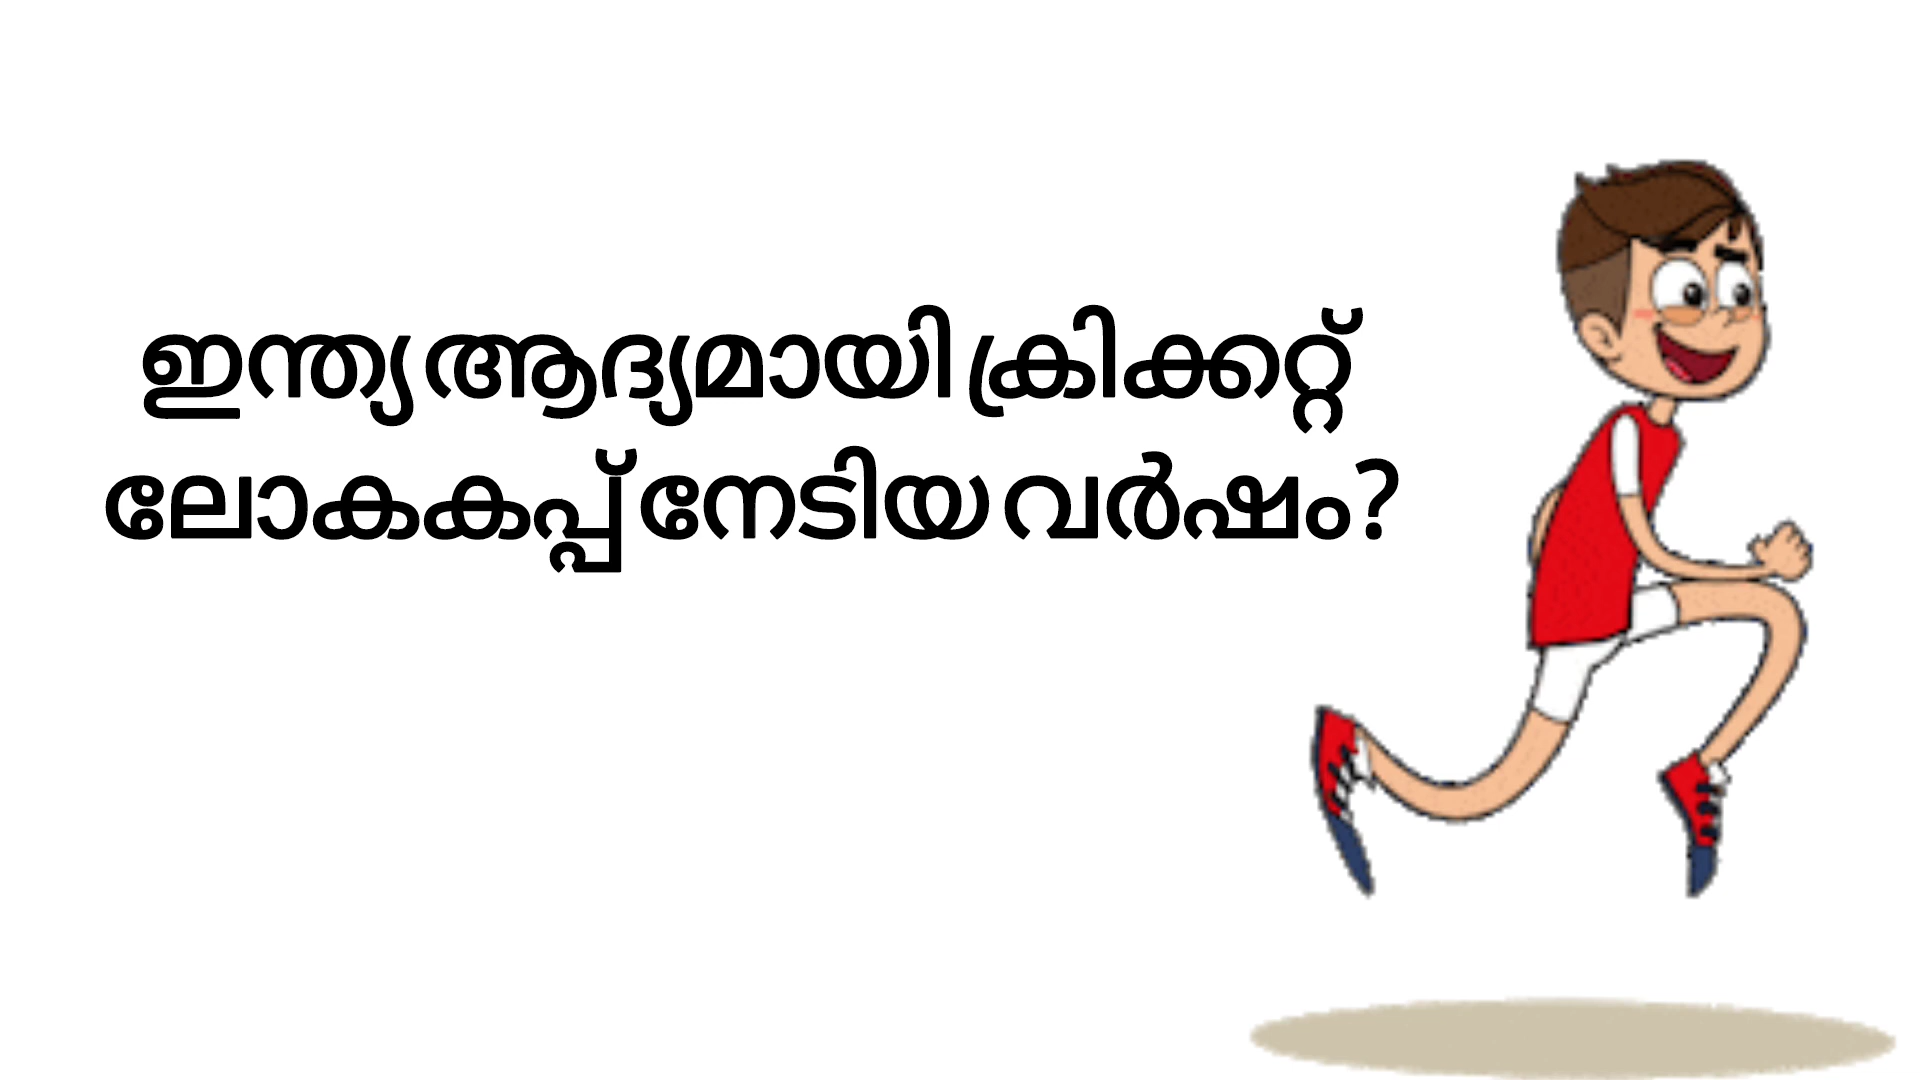 ഇന്ത്യ ആദ്യമായി ക്രിക്കറ്റ്
ലോകകപ്പ് നേടിയ വർഷം?